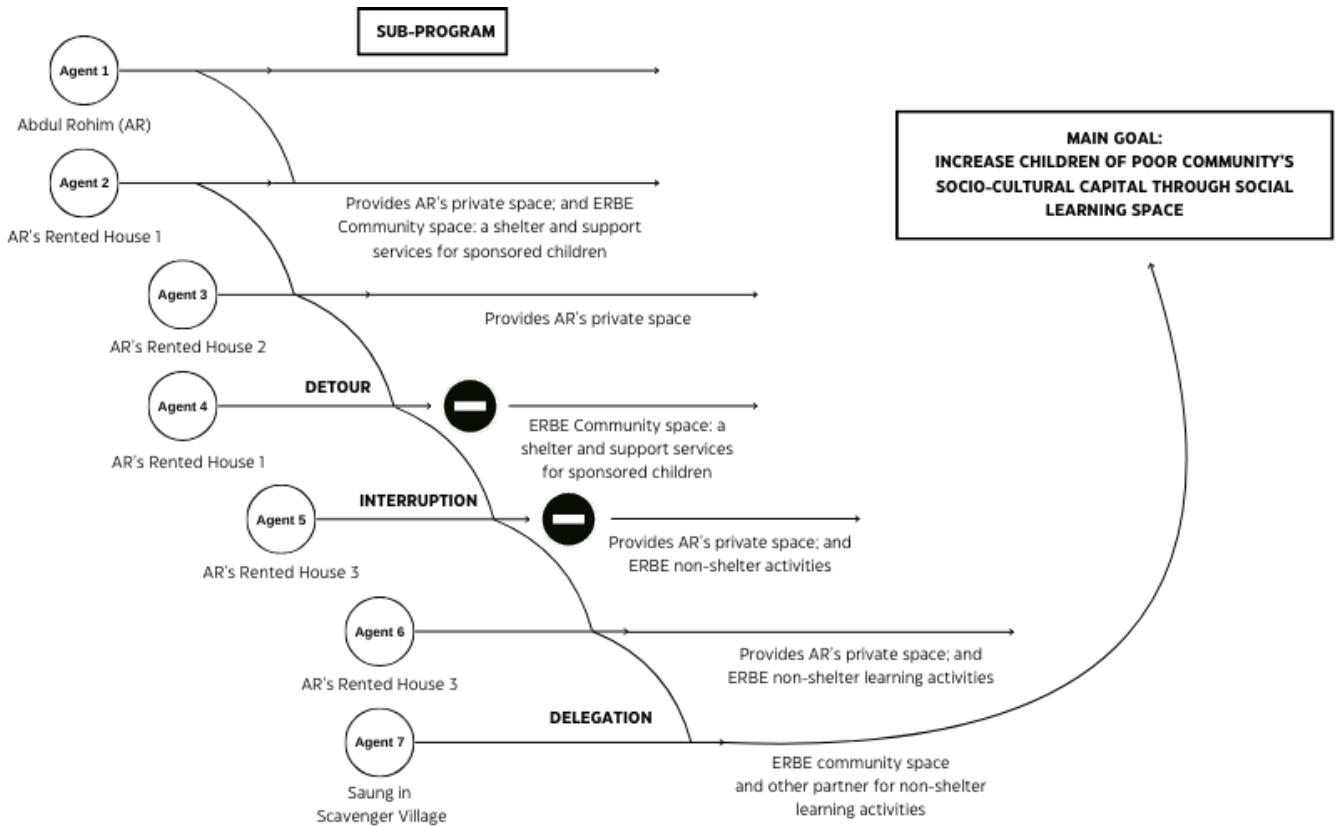 SUB-PROGRAM
Agent 1
Abdul Rohim (AR)
MAIN GOAL:
INCREASE CHILDREN OF POOR COMMUNITY'S
SOCIO-CULTURAL CAPITAL THROUGH SOCIAL
LEARNING SPACE
Agent 2
AR's Rented House 1
Provides AR's private space; and ERBE
Community space: a shelter and support
services for sponsored children
Agent 3
AR's Rented House 2
Provides AR's private space
DETOUR
Agent 4
AR's Rented House 1
ERBE Community space: a
shelter and support services
for sponsored children
INTERRUPTION
Agent 5
AR's Rented House 3
Provides AR's private space; and
ERBE non-shelter activities
Agent 6
AR's Rented House 3
Provides AR's private space; and
ERBE non-shelter learning activities
DELEGATION
Agent 7
Saung in
Scavenger Village
ERBE community space
and other partner for non-shelter
learning activities